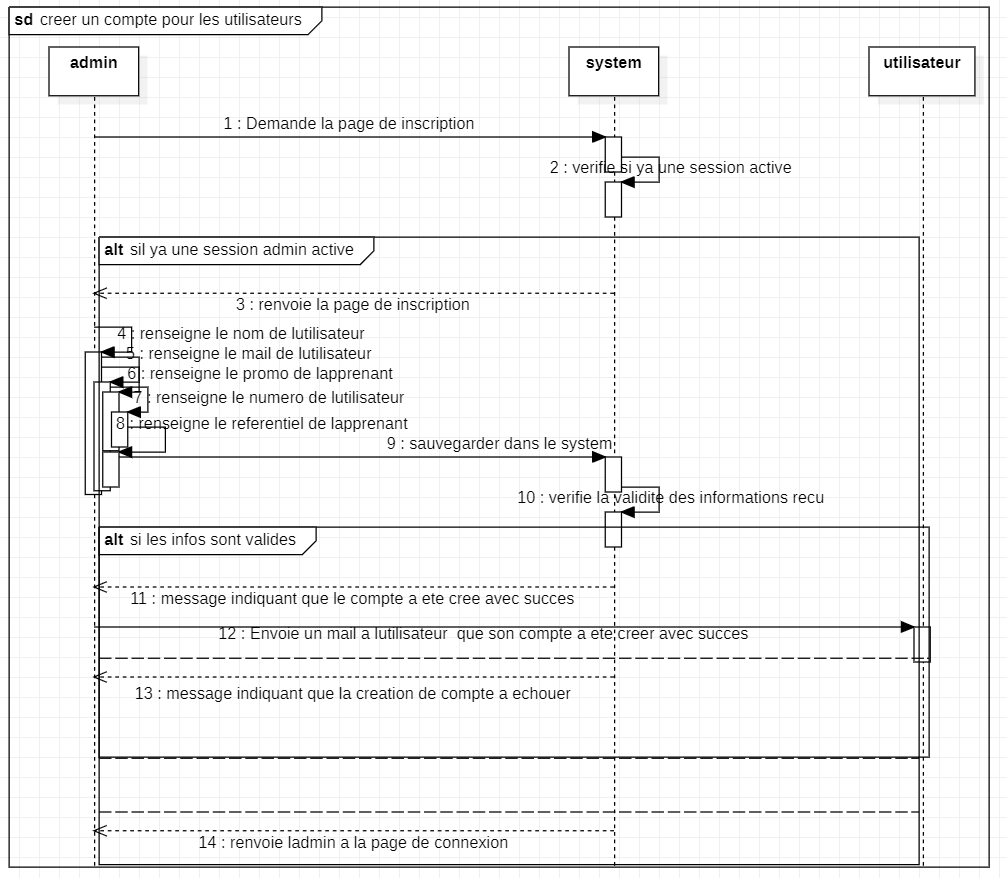 sd creer un compte pour les utilisateurs
admin
system
utilisateur
1 : Demande la page de inscription
2 : verifie si ya une session active
alt sil ya une session admin active
3 : renvoie la page de inscription
4 : renseigne le nom de lutilisateur
5 : renseigne le mail de lutilisateur
6 : renseigne le promo de lapprenant
7 : renseigne le numero de lutilisateur
8 : renseigne le referentiel de lapprenant
9 : sauvegarder dans le system
10 : verifie la validite des informations recu
alt si les infos sont valides
11 : message indiquant que le compte a ete cree avec succes
12 : Envoie un mail a lutilisateur  que son compte a ete creer avec succes
13 : message indiquant que la creation de compte a echouer
14 : renvoie ladmin a la page de connexion